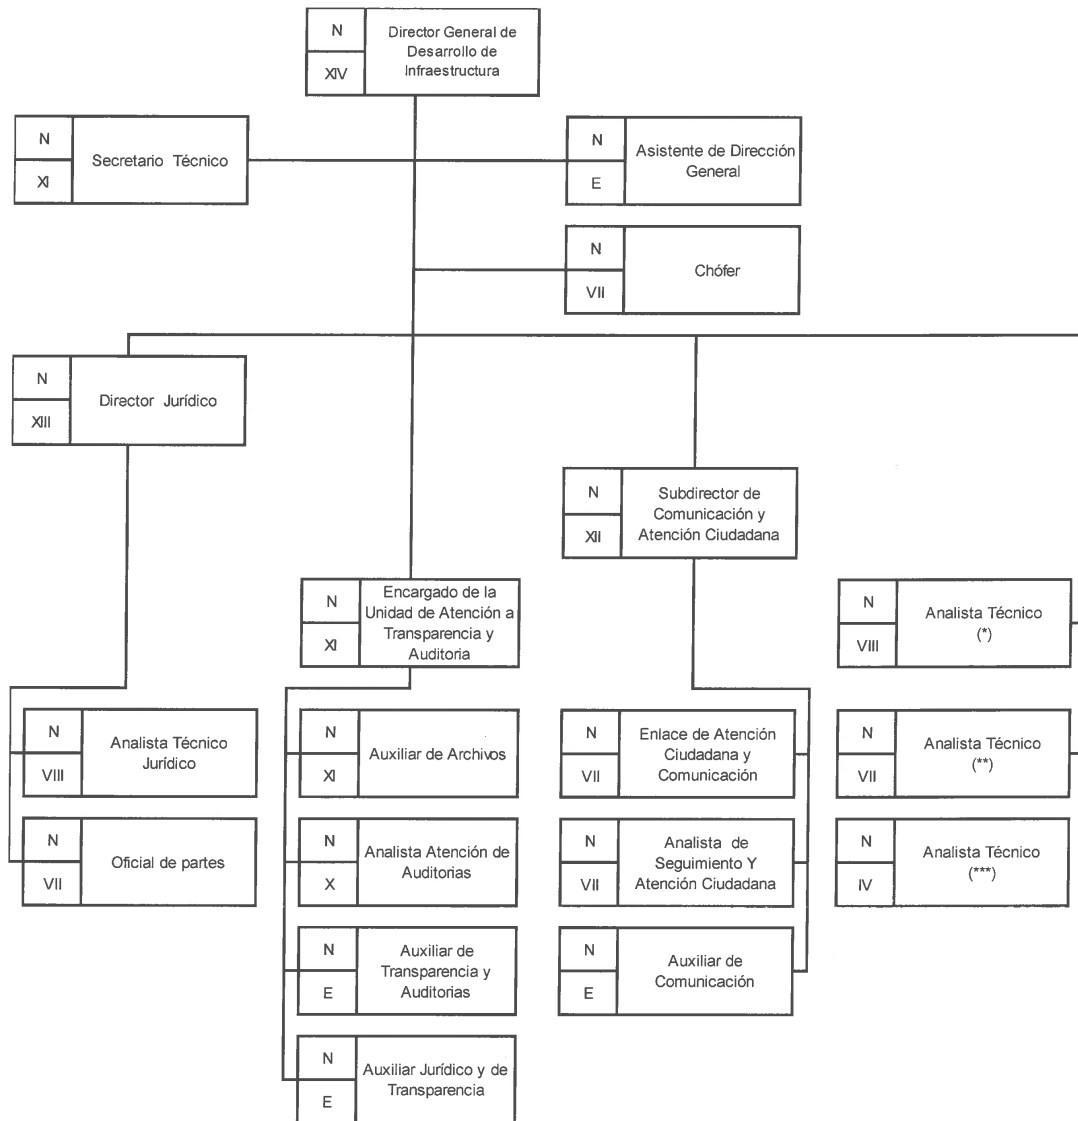 N
XIV
Director General de
Desarrollo de
Infraestructura
N
XI
Secretario Técnico
N
E
Asistente de Dirección
General
N
VII
Chófer
N
XIII
Director Jurídico
N
XII
Subdirector de
Comunicación y
Atención Ciudadana
N
XI
Encargado de la
Unidad de Atención a
Transparencia y
Auditoria
N
VIII
Analista Técnico
(*)
N
VIII
Analista Técnico
Jurídico
N
XI
Auxiliar de Archivos
N
VII
Enlace de Atención
Ciudadana y
Comunicación
N
VII
Analista Técnico
(**)
N
VII
Oficial de partes
N
X
Analista Atención de
Auditorias
N
VII
Analista de
Seguimiento Y
Atención Ciudadana
N
IV
Analista Técnico
(***)
N
E
Auxiliar de
Transparencia y
Auditorias
N
E
Auxiliar de
Comunicación
N
E
Auxiliar Jurídico y de
Transparencia